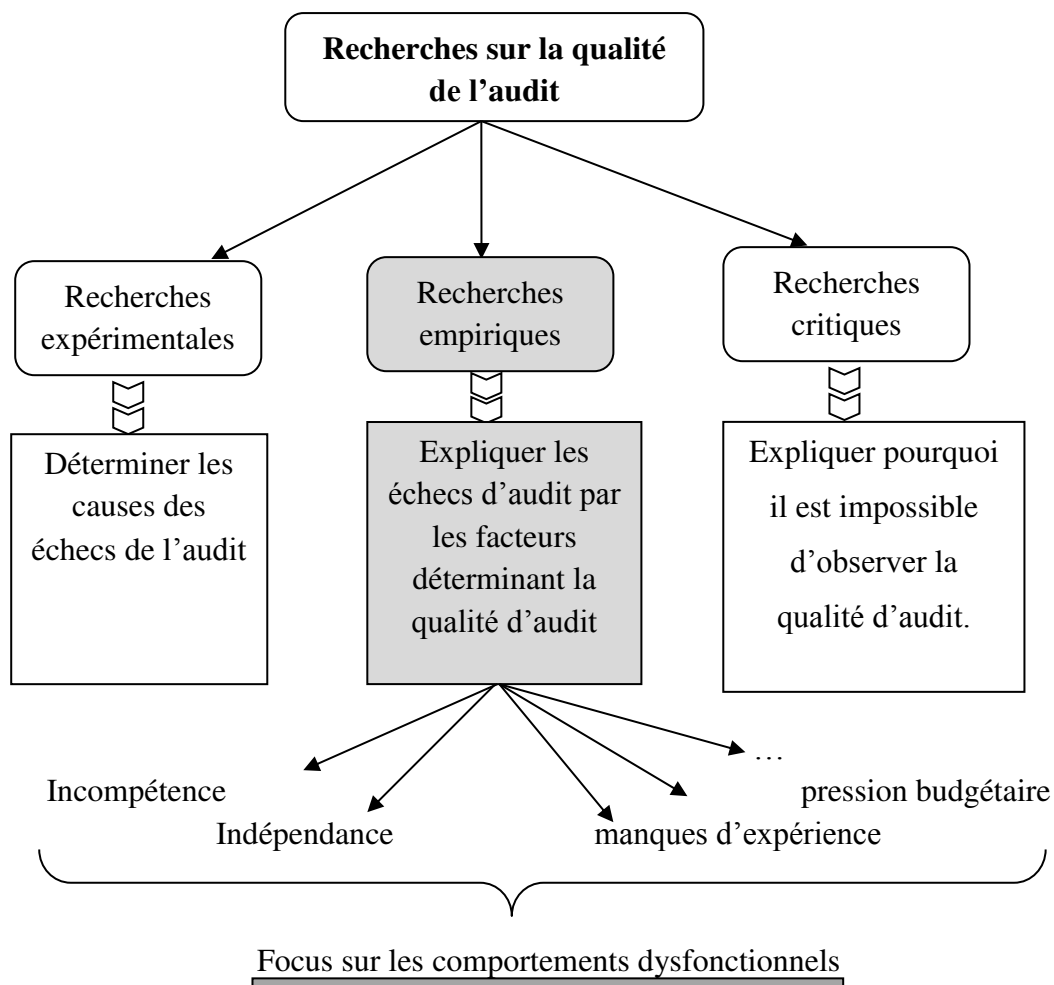 Recherches sur la qualité
de l’audit
Recherches
expérimentales
Recherches
empiriques
Recherches
critiques
Déterminer les
causes des
échecs de l’audit
Expliquer les
échecs d’audit par
les facteurs
déterminant la
qualité d’audit
Expliquer pourquoi
il est impossible
d’observer la
qualité d’audit.
…
Incompétence
pression budgétaire
Indépendance
manques d’expérience
Focus sur les comportements dysfonctionnels